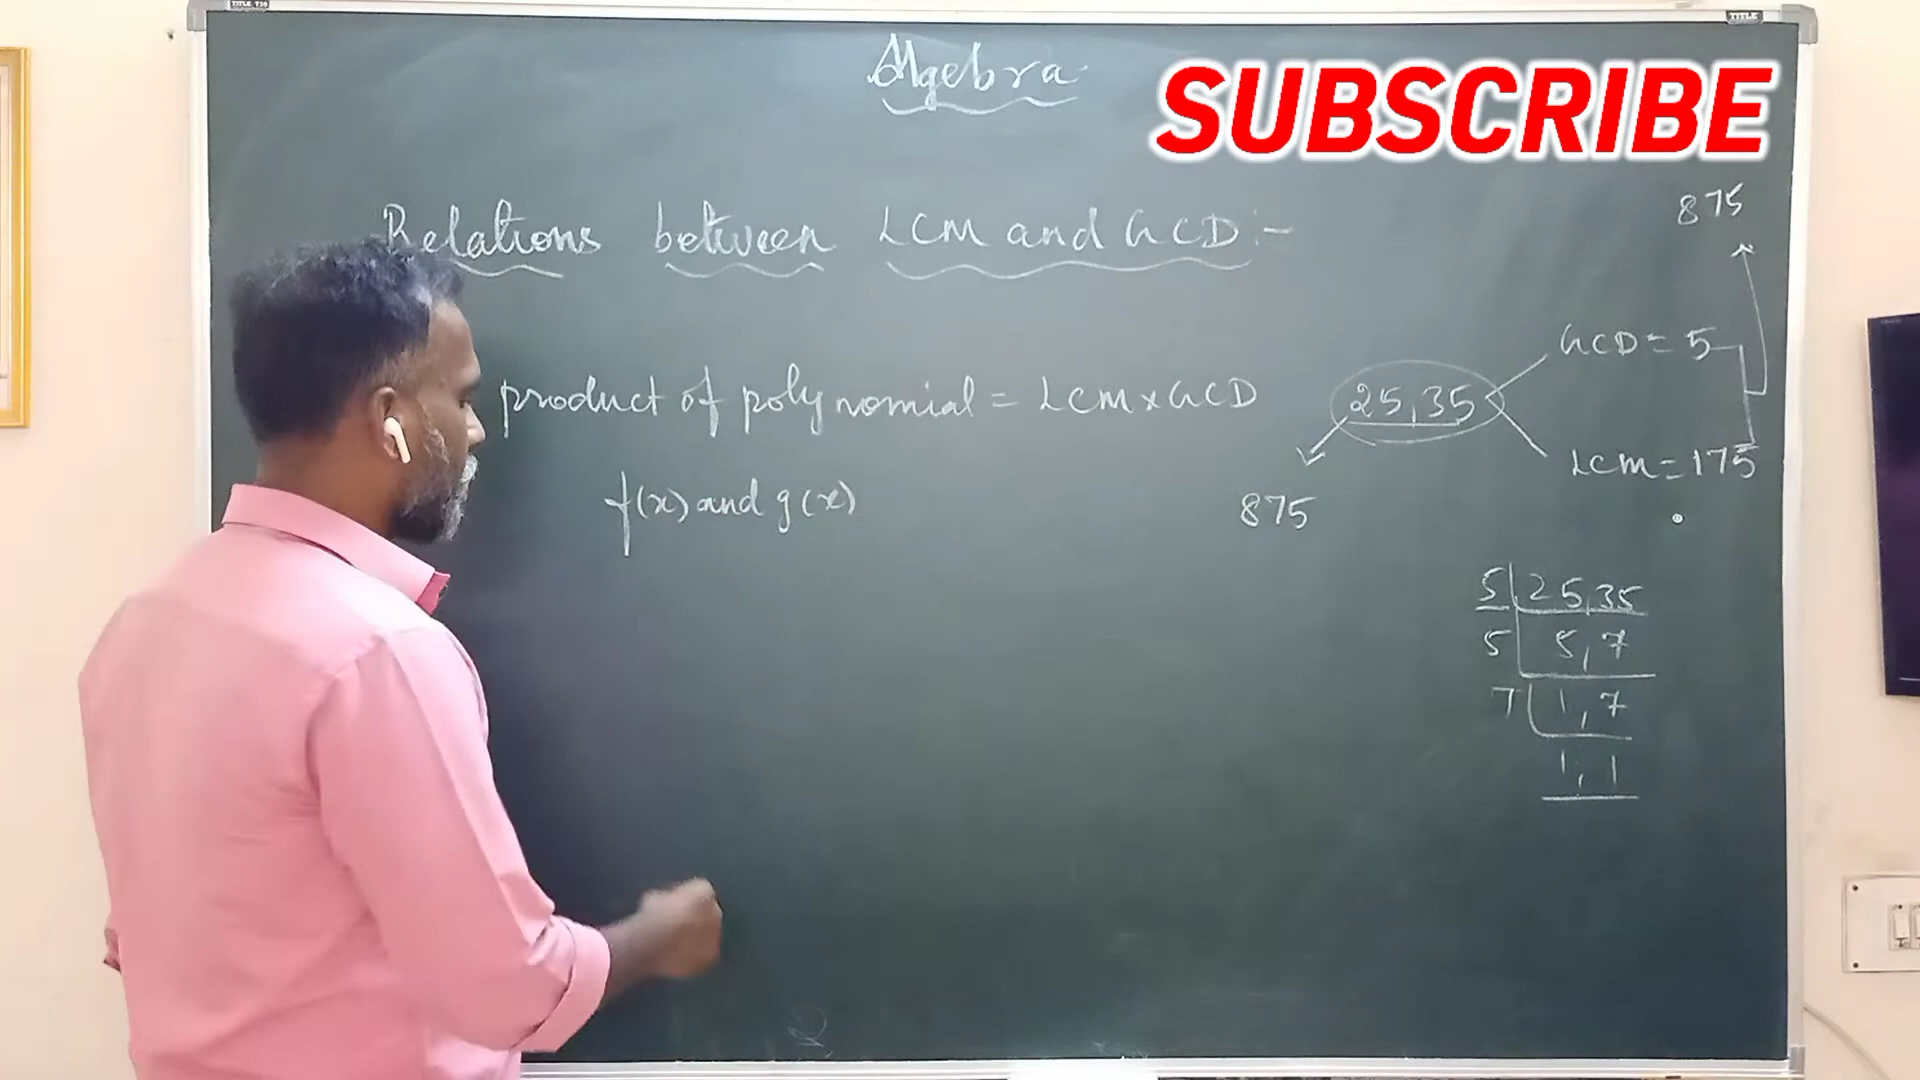 TITLE
Algebra
SUBSCRIBE
Relations between LCM and GCD :-
875
GCD = 5
product of polynomial = LCM x GCD
25,35
LCM = 175
f(x) and g(x)
875
5 25,35
5 5,7
7 1,7
1,1